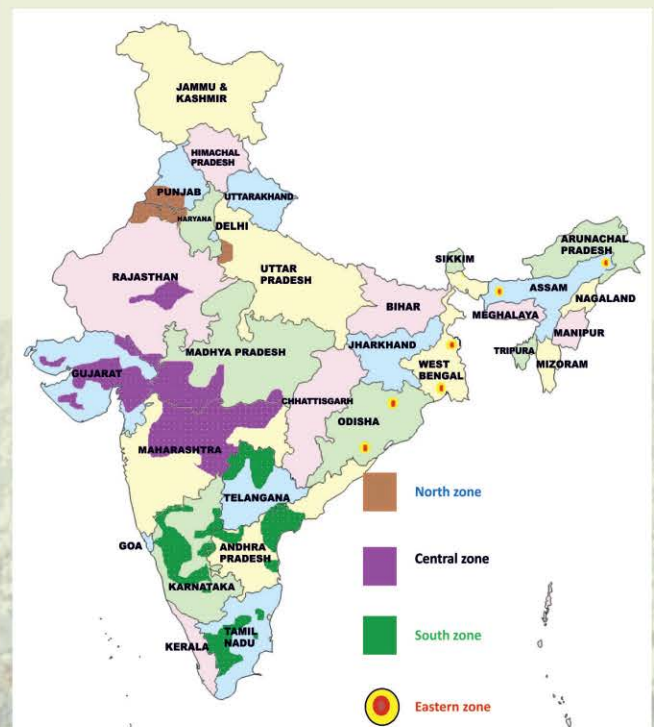 JAMMU &
KASHMIR
HIMACHAL
PRADESH
PUNJAB
UTTARAKHAND
HARYANA
DELHI
RAJASTHAN
UTTAR
PRADESH
SIKKIM
ARUNACHAL
PRADESH
ASSAM
NAGALAND
BIHAR
MEGHALAYA
MANIPUR
JHARKHAND
TRIPURA
MIZORAM
GUJARAT
MADHYA PRADESH
WEST
BENGAL
CHHATTISGARH
ODISHA
MAHARASHTRA
TELANGANA
GOA
ANDHRA
PRADESH
KARNATAKA
KERALA
TAMIL
NADU
North zone
Central zone
South zone
Eastern zone